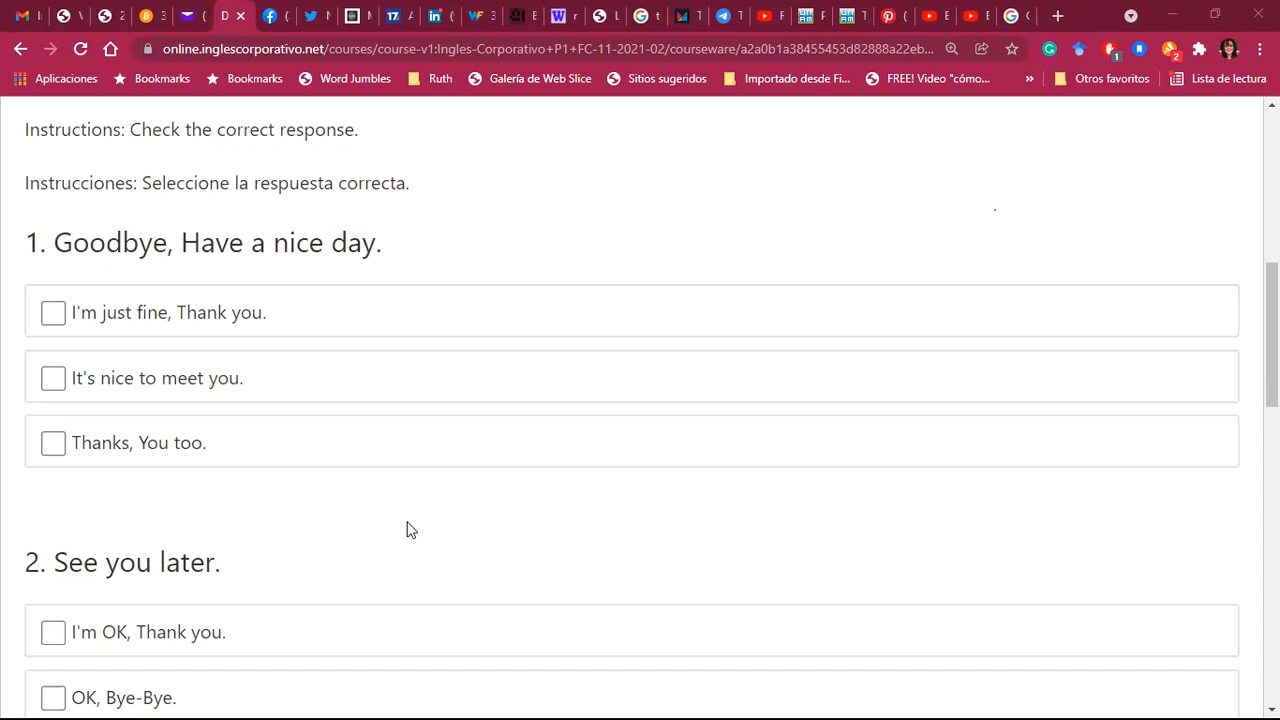 online.inglescorporativo.net/courses/course-v1:Ingles-Corporativo+P1+FC-11-2021-02/courseware/a2a0b1a38455453d82888a22eb...
Aplicaciones Bookmarks Bookmarks Word Jumbles Ruth Galería de Web Slice Sitios sugeridos Importado desde Fi... FREE! Video "cómo... » Otros favoritos Lista de lectura
Instructions: Check the correct response.
Instrucciones: Seleccione la respuesta correcta.
1. Goodbye, Have a nice day.
I'm just fine, Thank you.
It's nice to meet you.
Thanks, You too.
2. See you later.
I'm OK, Thank you.
OK, Bye-Bye.